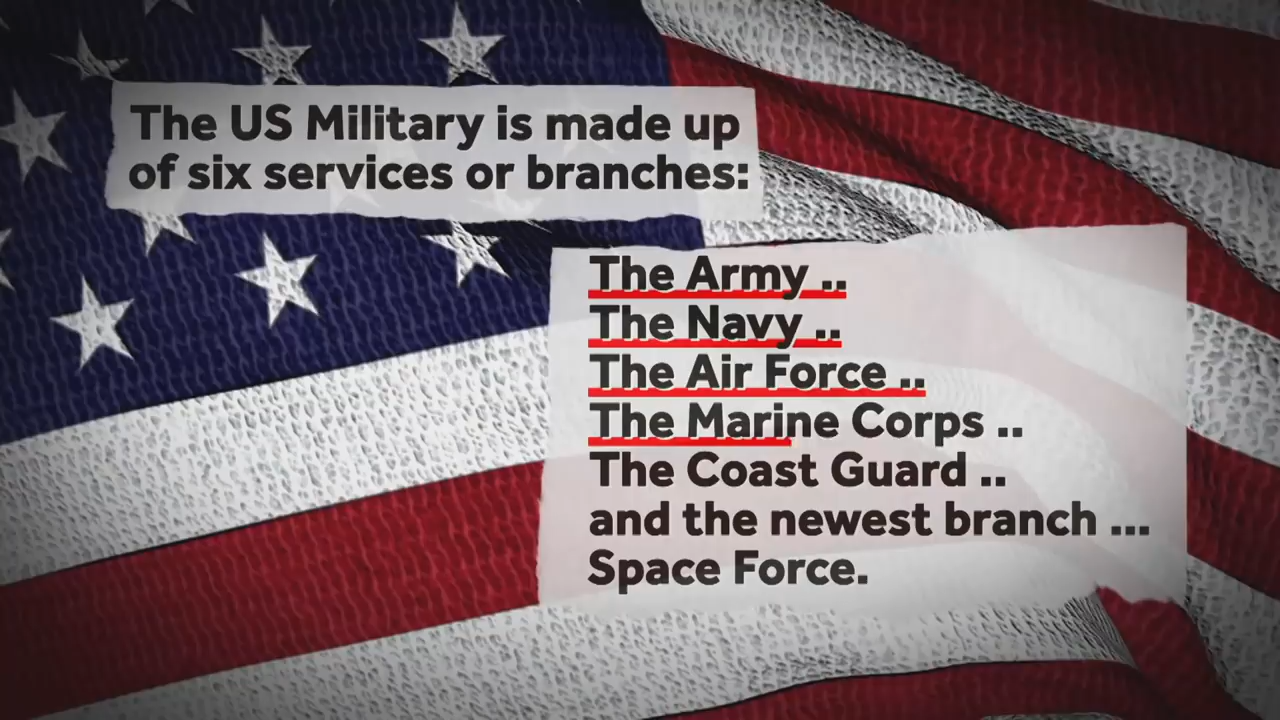 The US Military is made up
of six services or branches:
The Army ..
The Navy ..
The Air Force ..
The Marine Corps ..
The Coast Guard ..
and the newest branch ...
Space Force.